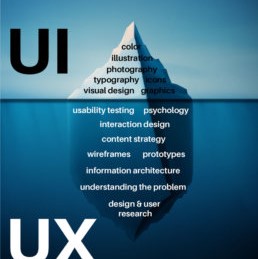 UI
color
illustration
photography
typography icons
visual design graphics
usability testing psychology
interaction design
content strategy
wireframes prototypes
information architecture
understanding the problem
design & user
research
UX